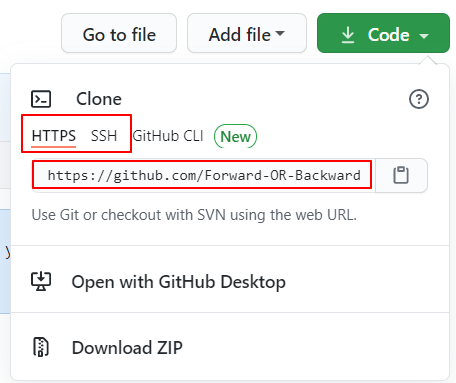 Go to file Add file Code
Clone
HTTPS SSH GitHub CLI New
https://github.com/Forward-OR-Backward
Use Git or checkout with SVN using the web URL.
Open with GitHub Desktop
Download ZIP